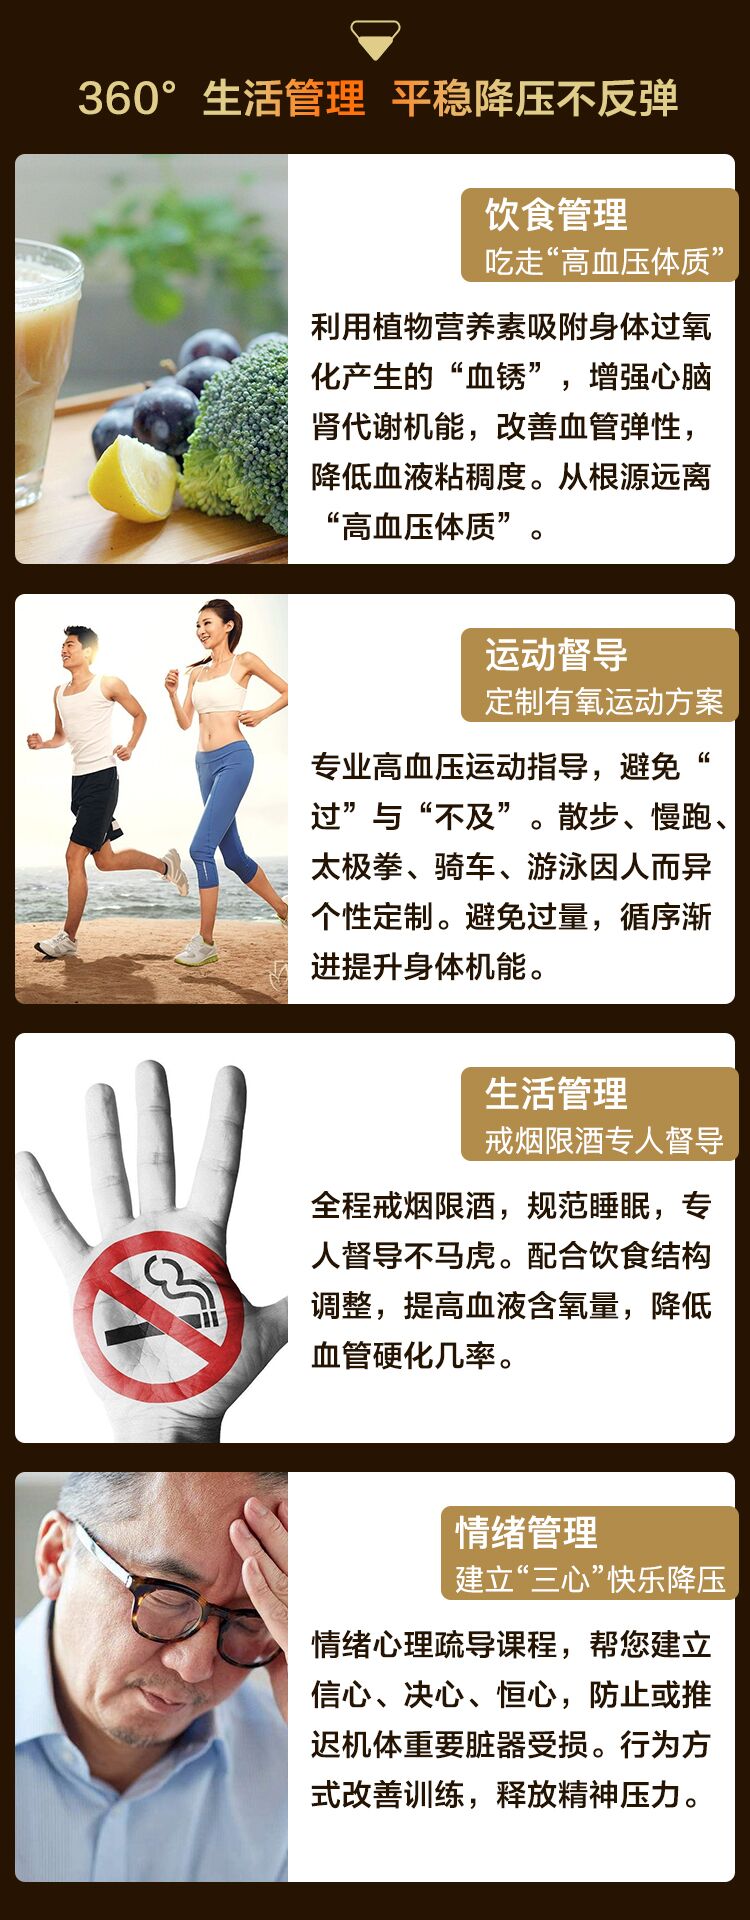 360° 生活管理 平稳降压不反弹
饮食管理
吃走“高血压体质”
利用植物营养素吸附身体过氧
化产生的“血锈”，增强心脑
肾代谢机能，改善血管弹性，
降低血液粘稠度。从根源远离
“高血压体质”。
运动督导
定制有氧运动方案
专业高血压运动指导，避免“
过”与“不及”。散步、慢跑、
太极拳、骑车、游泳因人而异
个性定制。避免过量，循序渐
进提升身体机能。
生活管理
戒烟限酒专人督导
全程戒烟限酒，规范睡眠，专
人督导不马虎。配合饮食结构
调整，提高血液含氧量，降低
血管硬化几率。
情绪管理
建立“三心”快乐降压
情绪心理疏导课程，帮您建立
信心、决心、恒心，防止或推
迟机体重要脏器受损。行为方
式改善训练，释放精神压力。